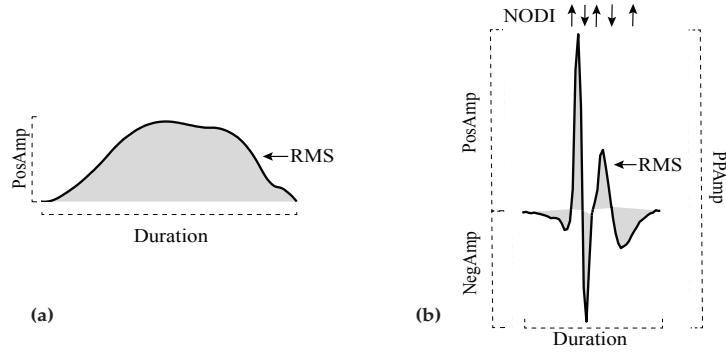 PosAmp
RMS
Duration
(a)
NODI ↑ ↓ ↑ ↓ ↑
PosAmp
NegAmp
RMS
PPAmp
Duration
(b)